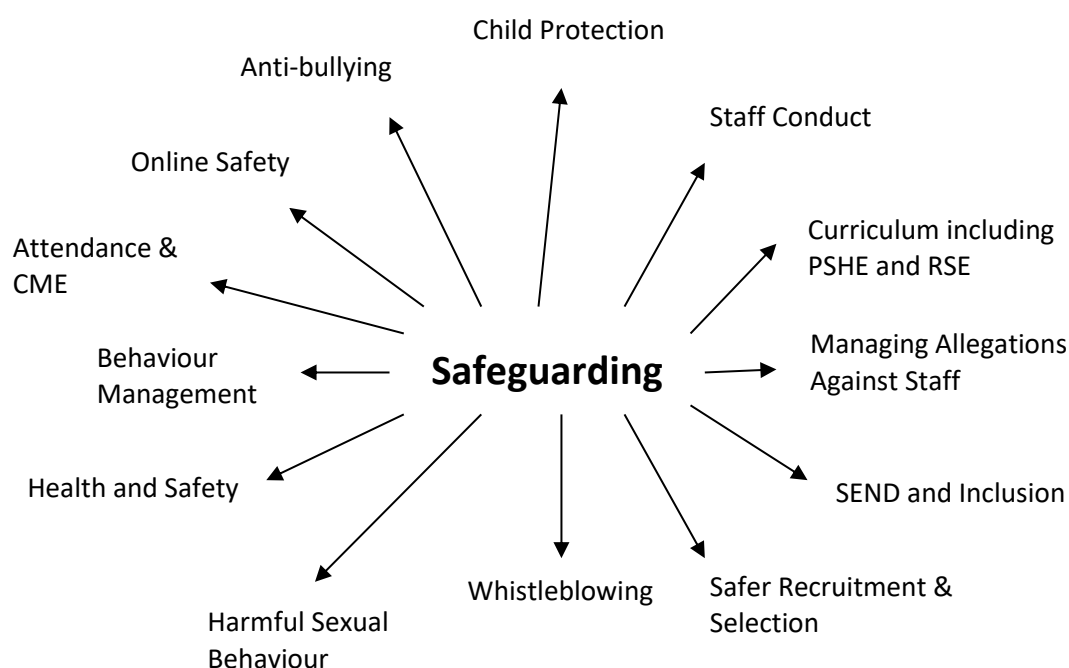 Child Protection
Anti-bullying
Staff Conduct
Online Safety
Curriculum including
PSHE and RSE
Attendance &
CME
Managing Allegations
Against Staff
Behaviour
Management
Safeguarding
Health and Safety
SEND and Inclusion
Whistleblowing
Safer Recruitment &
Selection
Harmful Sexual
Behaviour